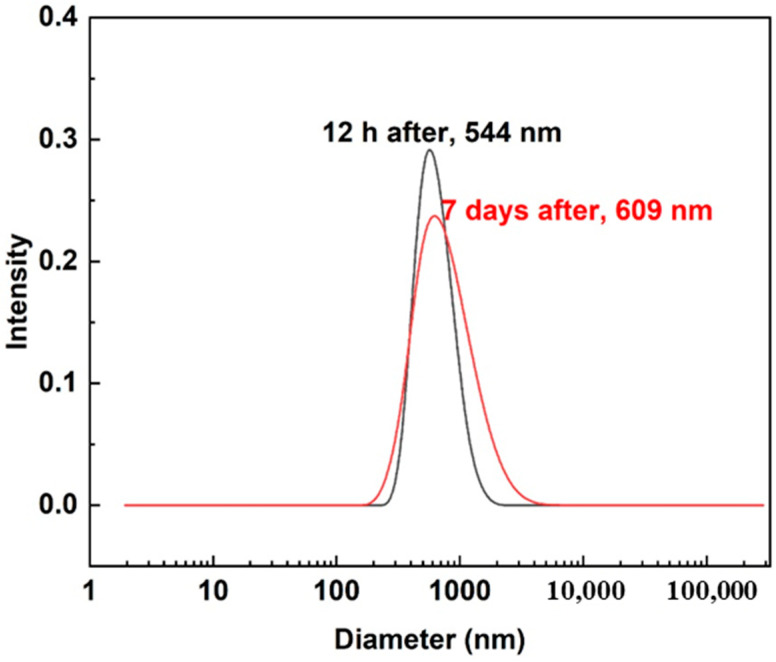 0.4
0.3
0.2
0.1
0.0
Intensity
12 h after, 544 nm
7 days after, 609 nm
1 10 100 1000 10,000 100,000
Diameter (nm)